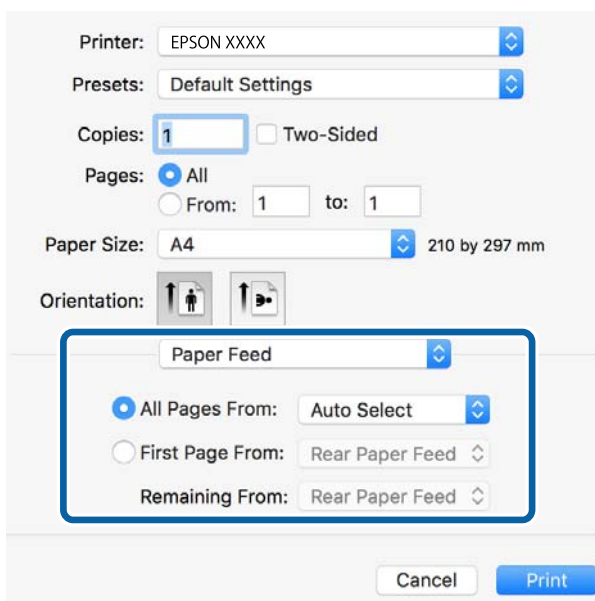 Printer: EPSON XXXX
Presets: Default Settings
Copies: 1 Two-Sided
Pages: All
From: 1 to: 1
Paper Size: A4 210 by 297 mm
Orientation:
Paper Feed
All Pages From: Auto Select
First Page From: Rear Paper Feed
Remaining From: Rear Paper Feed
Cancel Print